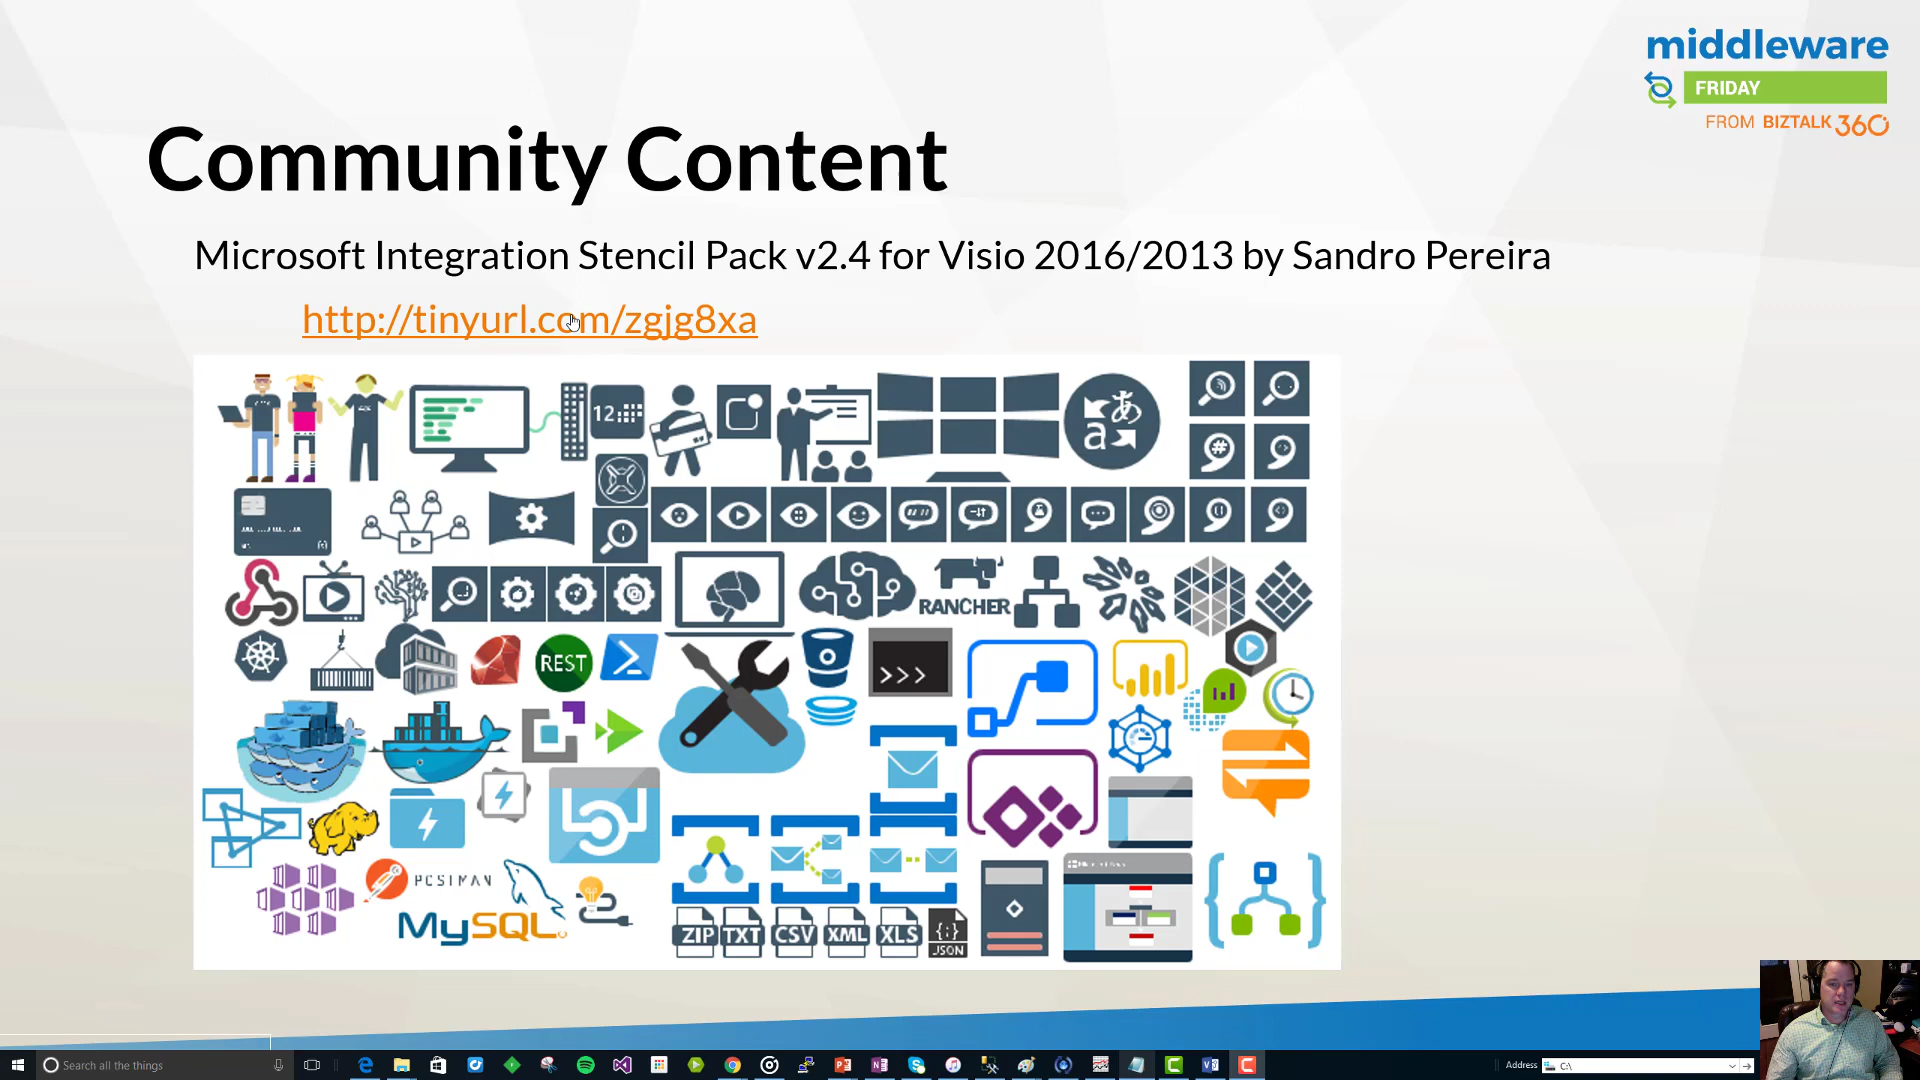 middleware
FRIDAY
FROM BIZTALK 360
Community Content
Microsoft Integration Stencil Pack v2.4 for Visio 2016/2013 by Sandro Pereira
http://tinyurl.com/zgjg8xa
12
a あ
RANCHER
REST
>>>
POSTMAN
MySQL
ZIP TXT CSV XML XLS {;} JSON
Search all the things
Address C:\